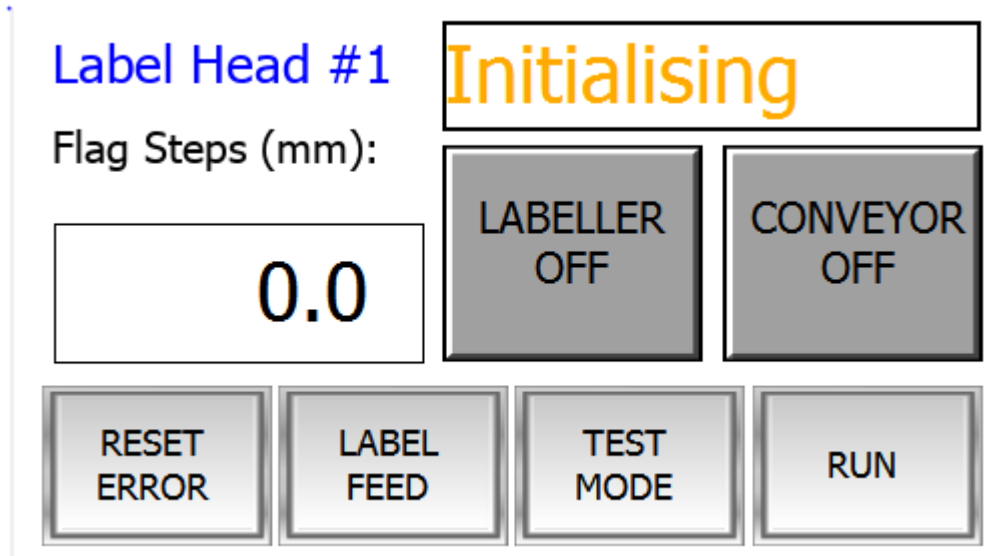 Label Head #1
Initialising
Flag Steps (mm):
0.0
LABELLER
OFF
CONVEYOR
OFF
RESET
ERROR
LABEL
FEED
TEST
MODE
RUN